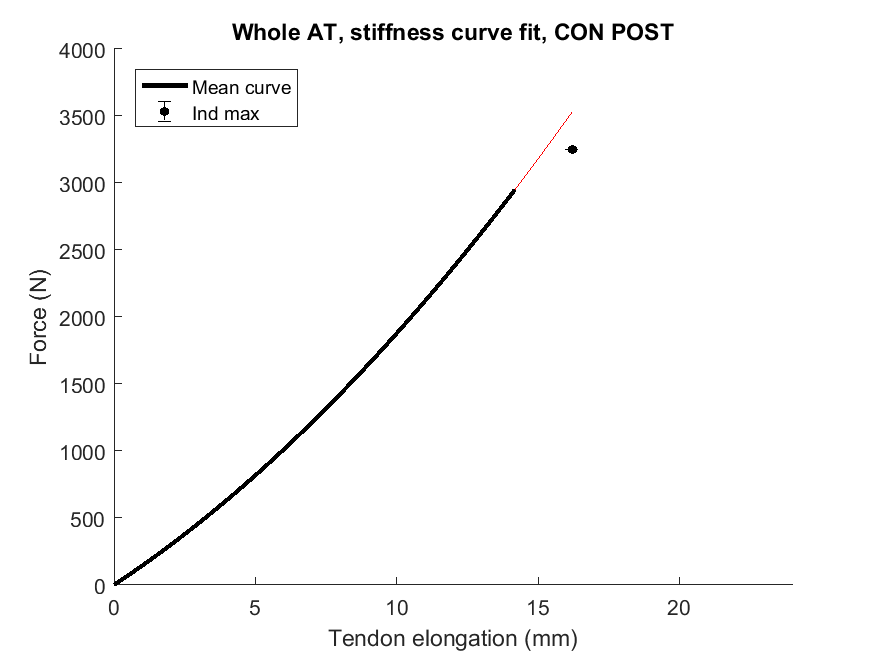 Whole AT, stiffness curve fit, CON POST
Mean curve
Ind max
4000
3500
3000
2500
2000
1500
1000
500
0
Force (N)
0 5 10 15 20
Tendon elongation (mm)